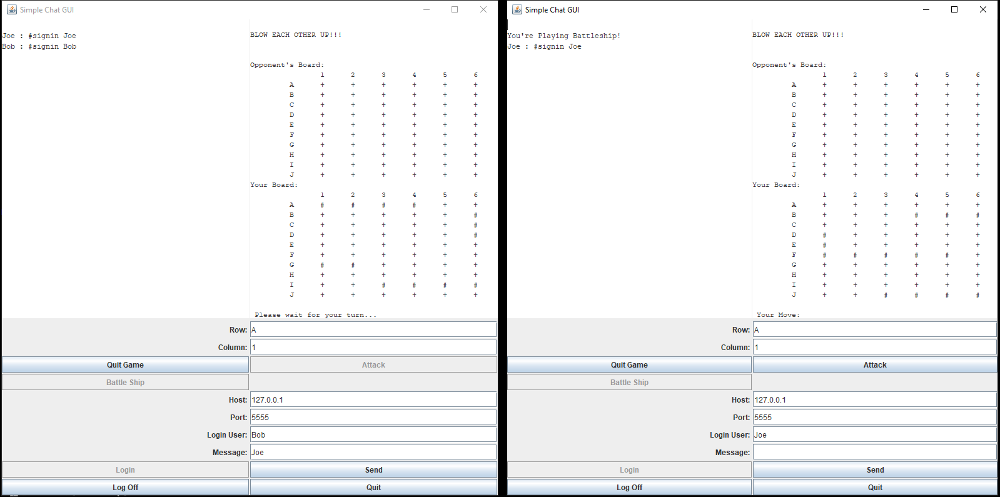 Simple Chat GUI
Joe : #signin Joe
Bob : #signin Bob
BLOW EACH OTHER UP!!!
Opponent's Board:
1 2 3 4 5 6
A + + + + + +
B + + + + + +
C + + + + + +
D + + + + + +
E + + + + + +
F + + + + + +
G + + + + + +
H + + + + + +
I + + + + + +
J + + + + + +
Your Board:
1 2 3 4 5 6
A # # # # + +
B + + + + + #
C + + + + + #
D + + + + + #
E + + + + + +
F + + + + + +
G # # + + + +
H + + + + + +
I + + # # # #
J + + + + + +
Please wait for your turn...
Row: A
Column: 1
Quit Game Attack
Battle Ship
Host: 127.0.0.1
Port: 5555
Login User: Bob
Message: Joe
Login Send
Log Off Quit
Simple Chat GUI
You're Playing Battleship!
Joe : #signin Joe
BLOW EACH OTHER UP!!!
Opponent's Board:
1 2 3 4 5 6
A + + + + + +
B + + + + + +
C + + + + + +
D + + + + + +
E + + + + + +
F + + + + + +
G + + + + + +
H + + + + + +
I + + + + + +
J + + + + + +
Your Board:
1 2 3 4 5 6
A + + + + + +
B + + + # # #
C + + + + + +
D # + + + + +
E # + + + + +
F # # # # # +
G + + + + + +
H + + + + + +
I + + + + + +
J + + # # # #
Your Move:
Row: A
Column: 1
Quit Game Attack
Battle Ship
Host: 127.0.0.1
Port: 5555
Login User: Joe
Message:
Login Send
Log Off Quit